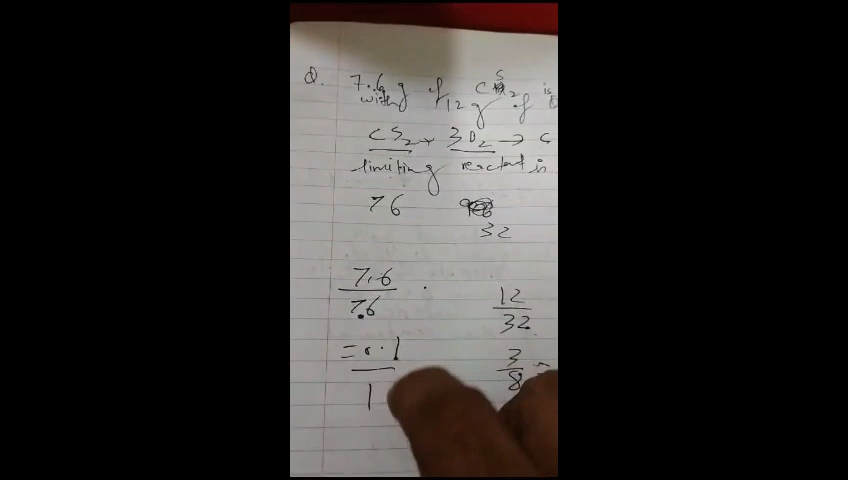 Q. 7.6 g of CS2 is
with 12 g of
CS2 + 3O2 → C
limiting reactant is
76
32
7.6 12
76 32
= 0.1 3
1 8 =